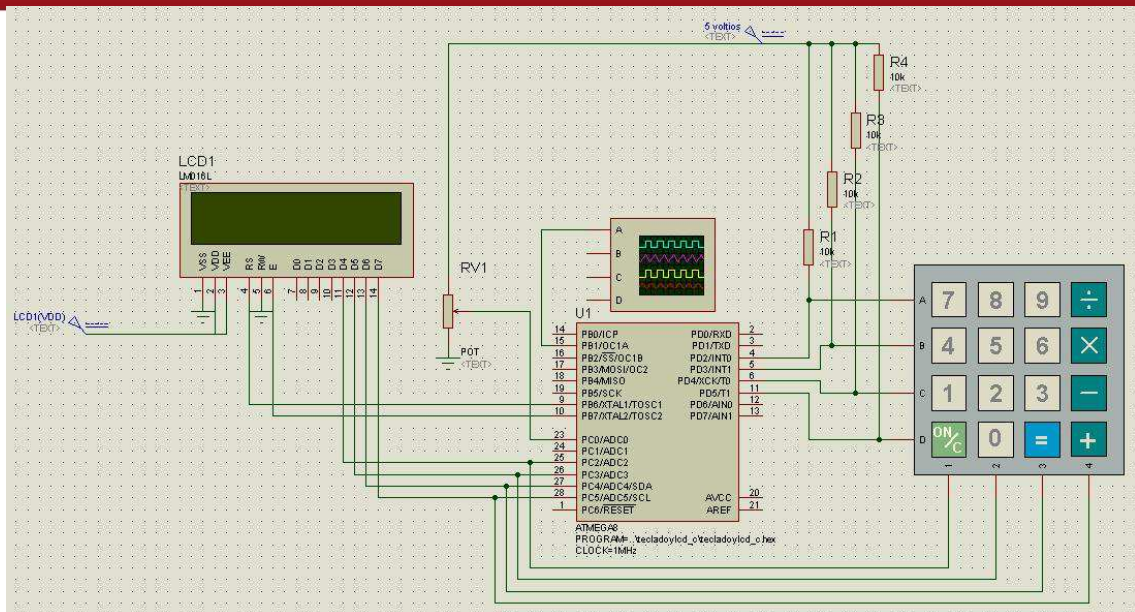 5 voltios
<TEXT>
R4
10k
<TEXT>
R3
10k
<TEXT>
R2
10k
<TEXT>
R1
10k
<TEXT>
LCD1
LM016L
<TEXT>
VSS VDD VEE RS RW E D0 D1 D2 D3 D4 D5 D6 D7
1 2 3 4 5 6 7 8 9 10 11 12 13 14
LCD1(VDD)
<TEXT>
RV1
POT
<TEXT>
A
B
C
D
U1
14 PB0/ICP PD0/RXD 2
15 PB1/OC1A PD1/TXD 3
16 PB2/SS/OC1B PD2/INT0 4
17 PB3/MOSI/OC2 PD3/INT1 5
18 PB4/MISO PD4/XCK/T0 6
19 PB5/SCK PD5/T1 11
9 PB6/XTAL1/TOSC1 PD6/AIN0 12
10 PB7/XTAL2/TOSC2 PD7/AIN1 13
23 PC0/ADC0
24 PC1/ADC1
25 PC2/ADC2
26 PC3/ADC3
27 PC4/ADC4/SDA
28 PC5/ADC5/SCL AVCC 20
1 PC6/RESET AREF 21
ATMEGA8
PROGRAM=..\tecladoylcd_c\tecladoylcd_c.hex
CLOCK=1MHz
A 7 8 9 ÷
B 4 5 6 ×
C 1 2 3 −
D ON/C 0 = +
1 2 3 4